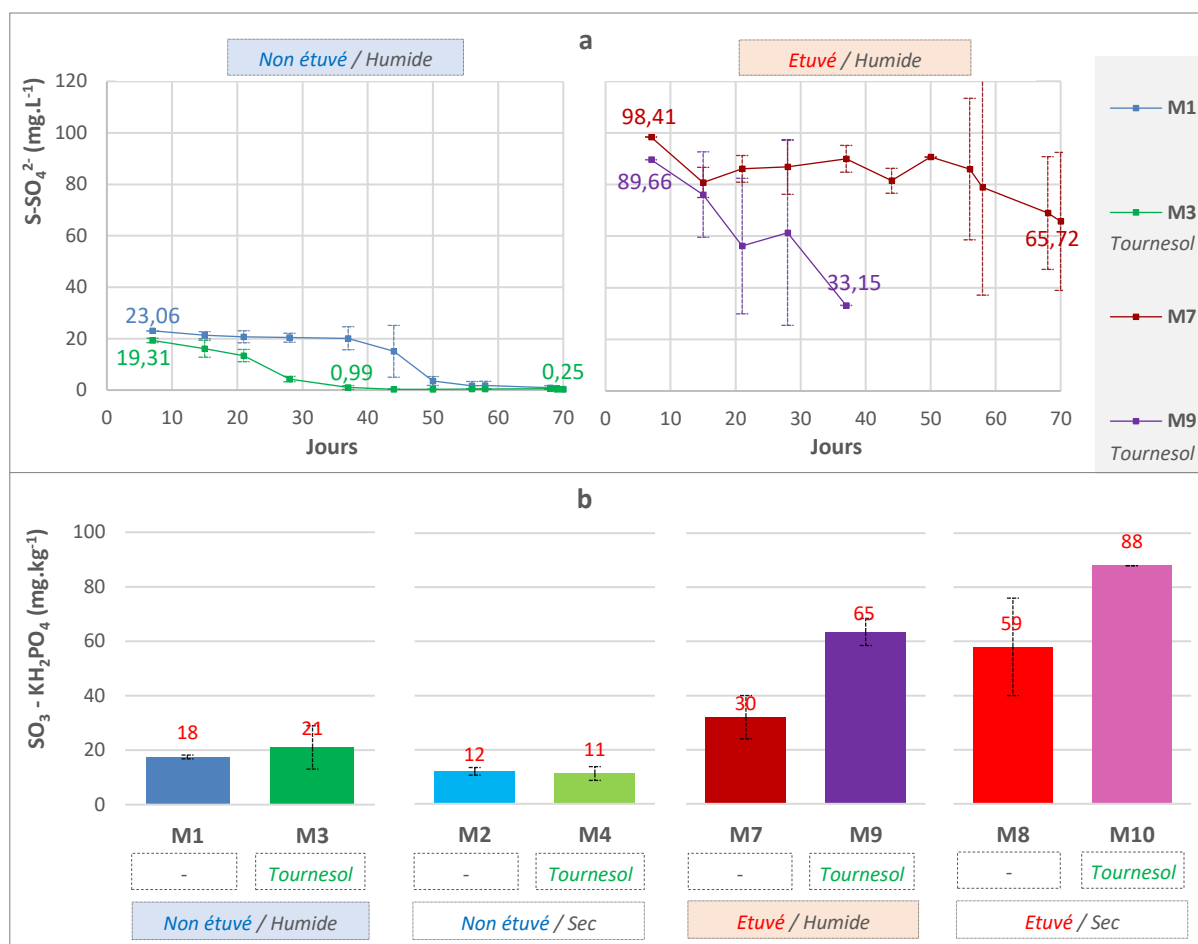 a
Non étuvé / Humide
Etuvé / Humide
S-SO₄²⁻ (mg.L⁻¹)
120
100
80
60
40
20
0
23,06
19,31
0,99
0,25
0 10 20 30 40 50 60 70
Jours
98,41
89,66
33,15
65,72
0 10 20 30 40 50 60 70
Jours
M1
M3
Tournesol
M7
M9
Tournesol
b
SO₃ - KH₂PO₄ (mg.kg⁻¹)
100
80
60
40
20
0
18 21 12 11 30 65 59 88
M1 M3 M2 M4 M7 M9 M8 M10
- Tournesol - Tournesol - Tournesol - Tournesol
Non étuvé / Humide Non étuvé / Sec Etuvé / Humide Etuvé / Sec